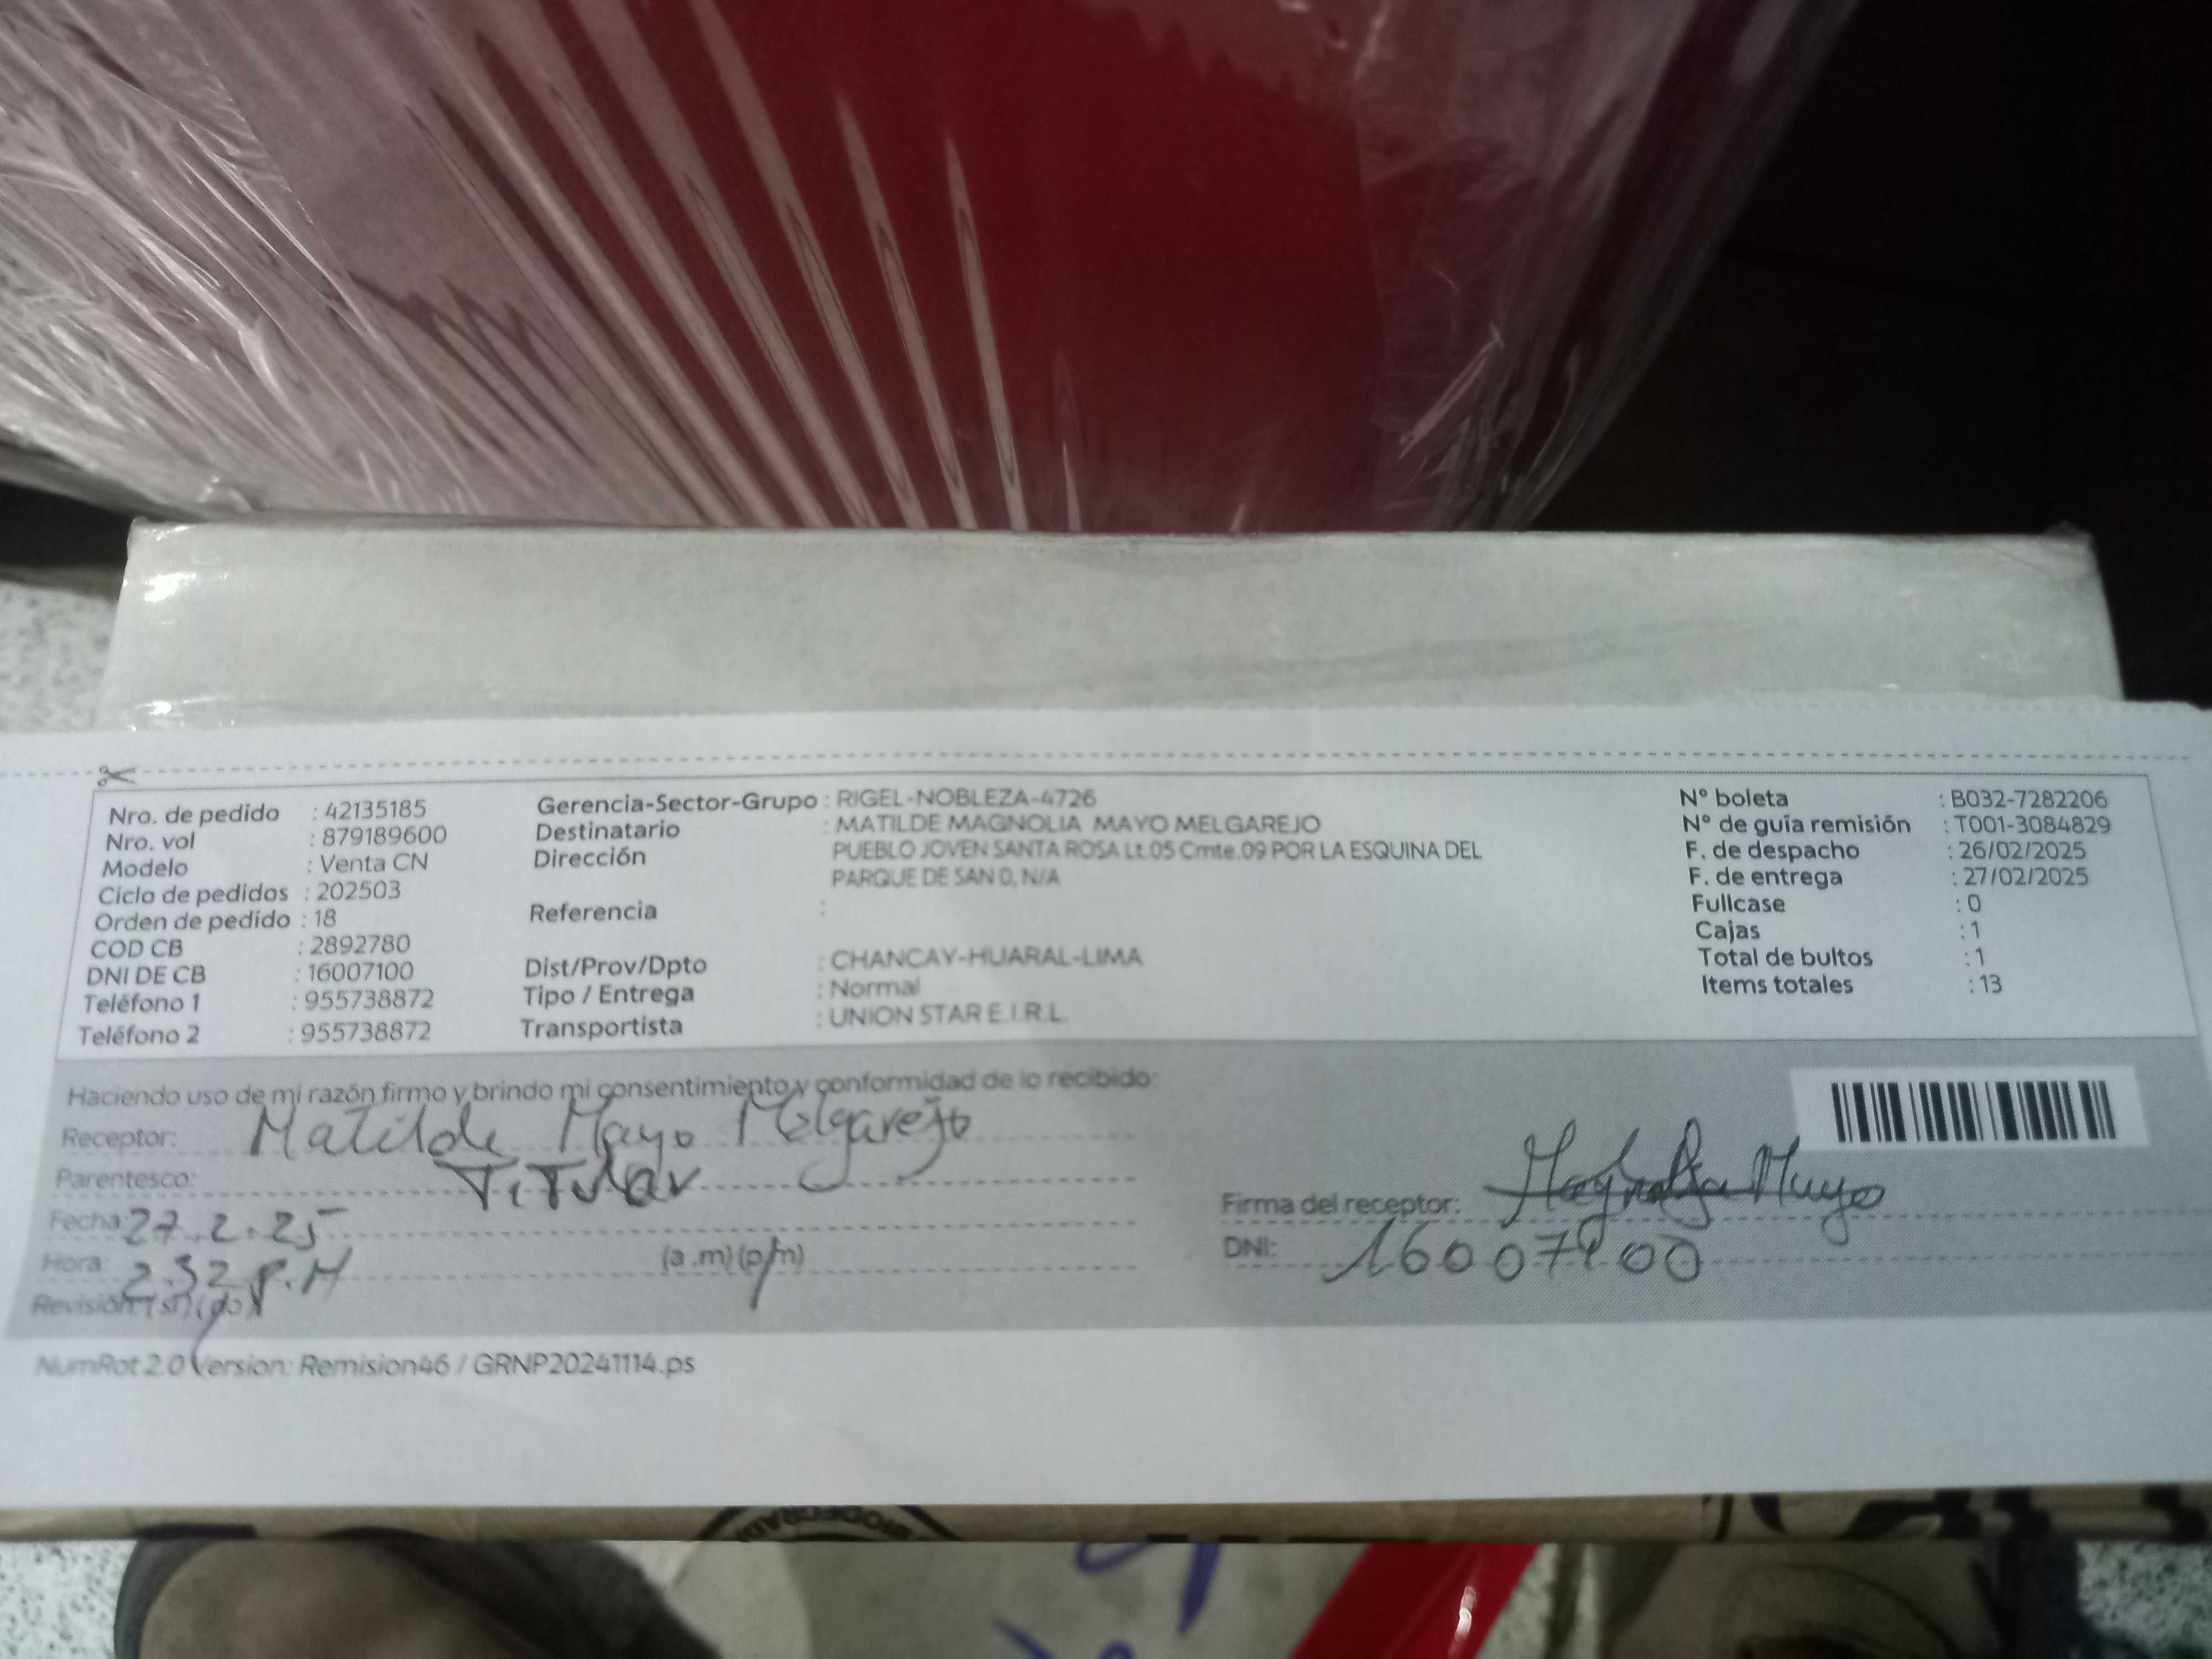 Nro. de pedido : 42135185
Nro. vol : 879189600
Modelo : Venta CN
Ciclo de pedidos : 202503
Orden de pedido : 18
COD CB : 2892780
DNI DE CB : 16007100
Teléfono 1 : 955738872
Teléfono 2 : 955738872
Gerencia-Sector-Grupo : RIGEL-NOBLEZA-4726
Destinatario : MATILDE MAGNOLIA MAYO MELGAREJO
Dirección PUEBLO JOVEN SANTA ROSA Lt.05 Cmte.09 POR LA ESQUINA DEL
PARQUE DE SAN 0, N/A
Referencia :
Dist/Prov/Dpto : CHANCAY-HUARAL-LIMA
Tipo / Entrega : Normal
Transportista : UNION STAR E.I.R.L.
N° boleta : B032-7282206
N° de guía remisión : T001-3084829
F. de despacho : 26/02/2025
F. de entrega : 27/02/2025
Fullcase : 0
Cajas : 1
Total de bultos : 1
Items totales : 13
Haciendo uso de mi razón firmo y brindo mi consentimiento y conformidad de lo recibido:
Receptor: Matilde Mayo Melgarejo
Parentesco: Titular
Fecha: 27.2.25
Hora: 2.32 P.M (a.m) (p/m)
Revisión: (si) (no)
Firma del receptor: Magnolia Mayo
DNI: 16007100
NumRot 2.0 Version: Remision46 / GRNP20241114.ps